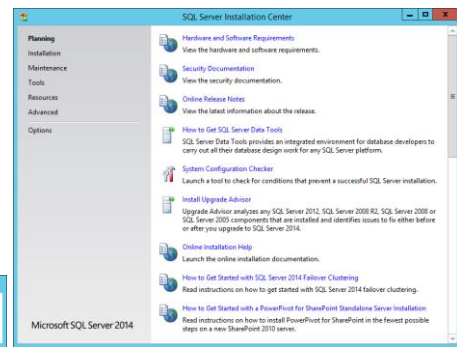 SQL Server Installation Center
Planning
Installation
Maintenance
Tools
Resources
Advanced
Options
Hardware and Software Requirements
View the hardware and software requirements.
Security Documentation
View the security documentation.
Online Release Notes
View the latest information about the release.
How to Get SQL Server Data Tools
SQL Server Data Tools provides an integrated environment for database developers to
carry out all their database design work for any SQL Server platform.
System Configuration Checker
Launch a tool to check for conditions that prevent a successful SQL Server installation.
Install Upgrade Advisor
Upgrade Advisor analyzes any SQL Server 2012, SQL Server 2008 R2, SQL Server 2008 or
SQL Server 2005 components that are installed and identifies issues to fix either before
or after you upgrade to SQL Server 2014.
Online Installation Help
Launch the online installation documentation.
How to Get Started with SQL Server 2014 Failover Clustering
Read instructions on how to get started with SQL Server 2014 failover clustering.
How to Get Started with a PowerPivot for SharePoint Standalone Server Installation
Read instructions on how to install PowerPivot for SharePoint in the fewest possible
steps on a new SharePoint 2010 server.
Microsoft SQL Server 2014